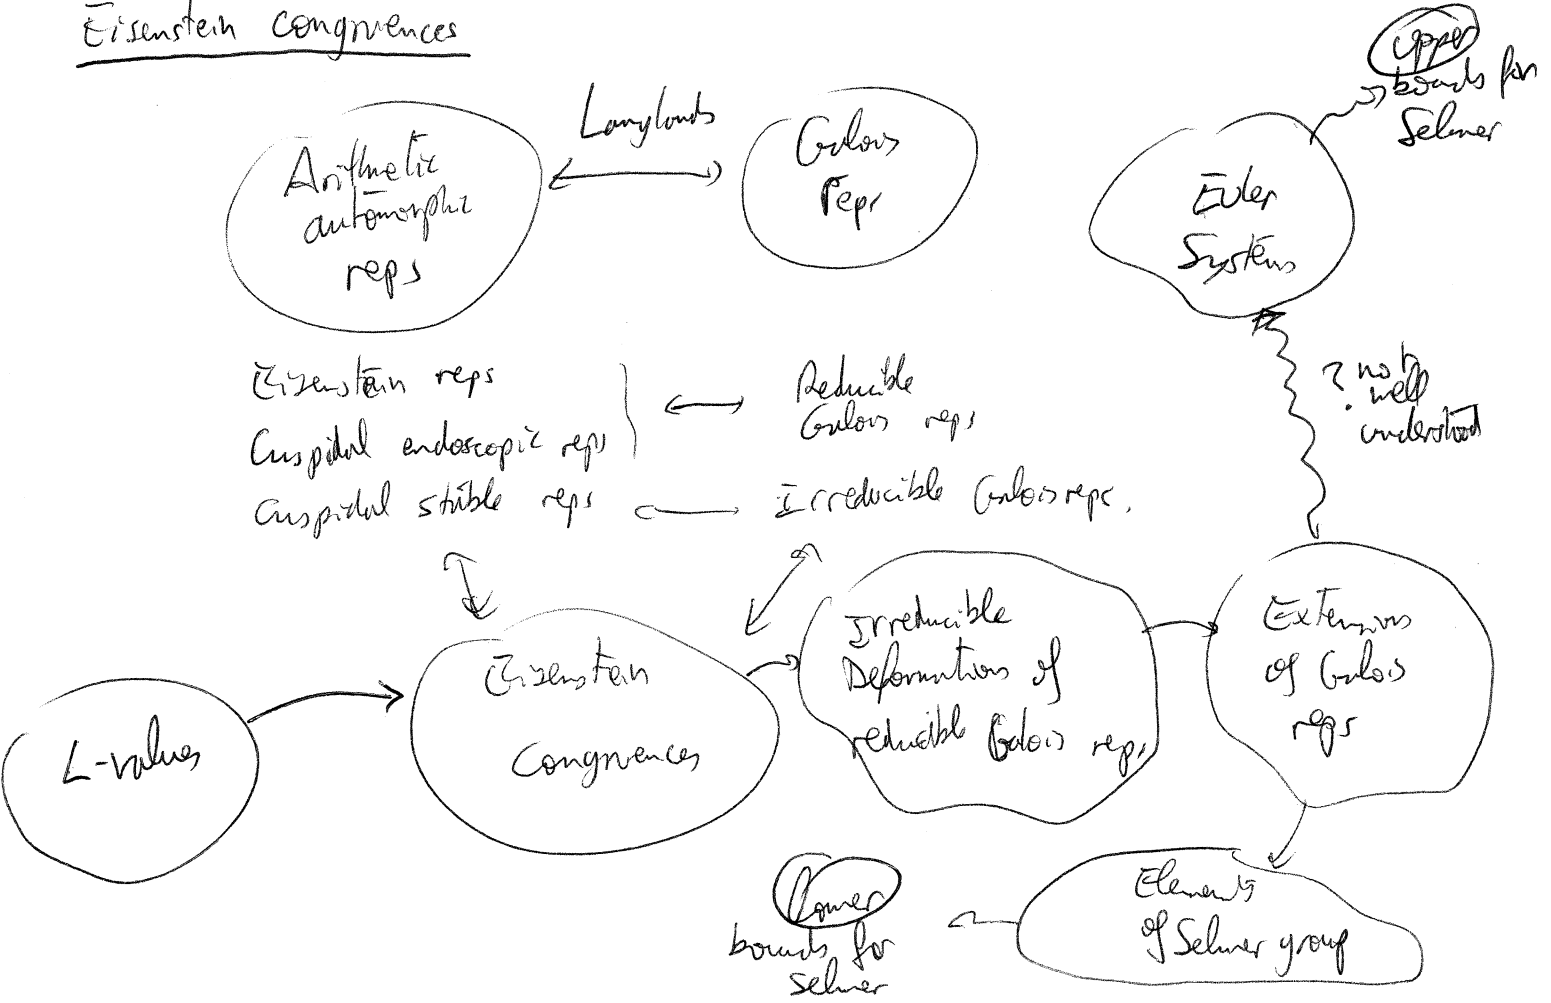 Eisenstein congruences
Upper
bounds for
Selmer
Langlands
Arithmetic
automorphic
reps
Galois
repr
Euler
Systems
Eisenstein reps
Cuspidal endoscopic reps
Cuspidal stable reps
Reducible
Galois reps
Irreducible Galois reps.
? not
well
understood
L-values
Eisenstein
congruences
Irreducible
Deformations of
reducible Galois reps.
Extensions
of Galois
reps
Elements
of Selmer group
lower
bounds for
Selmer